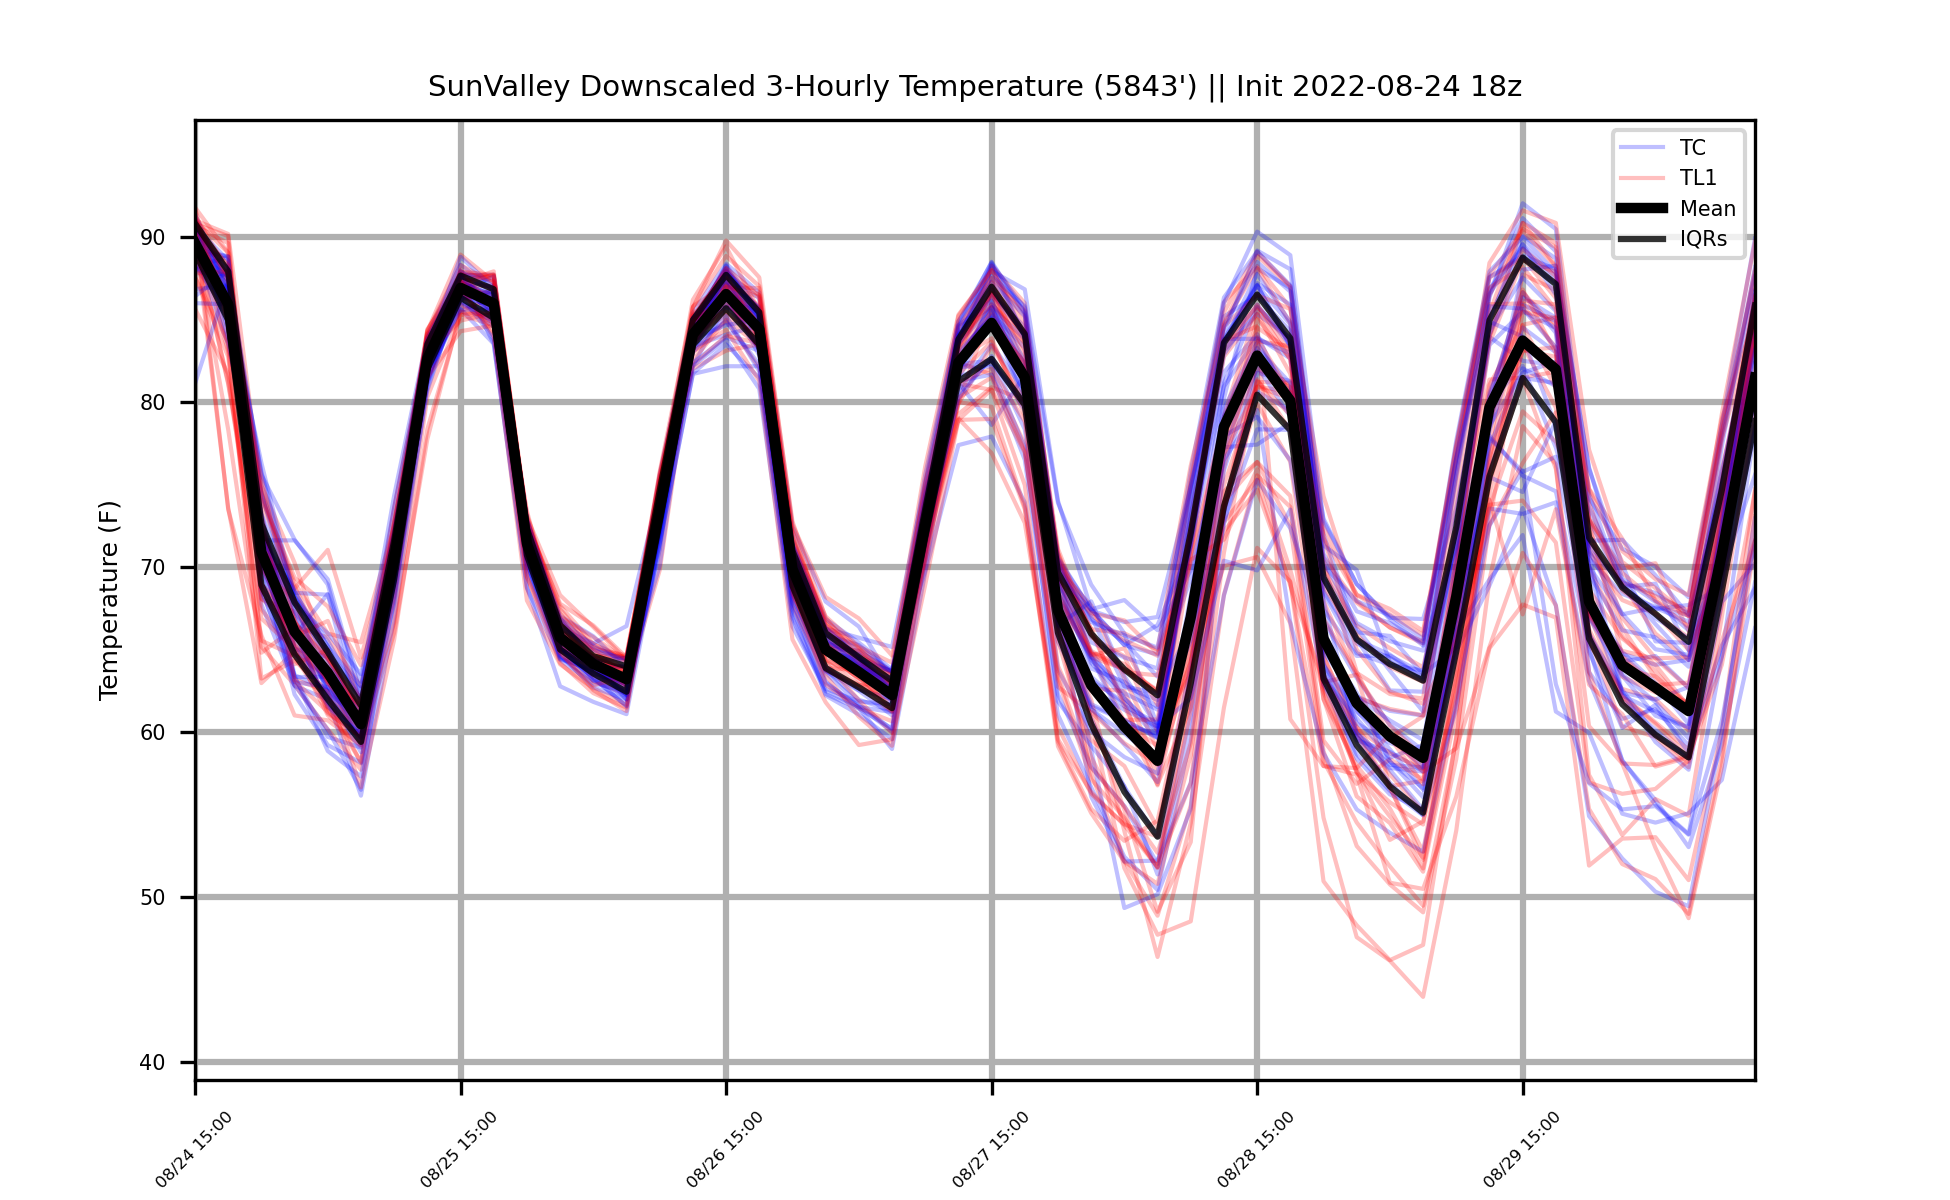 SunValley Downscaled 3-Hourly Temperature (5843') || Init 2022-08-24 18z
TC
TL1
Mean
IQRs
Temperature (F)
90
80
70
60
50
40
08/24 15:00
08/25 15:00
08/26 15:00
08/27 15:00
08/28 15:00
08/29 15:00